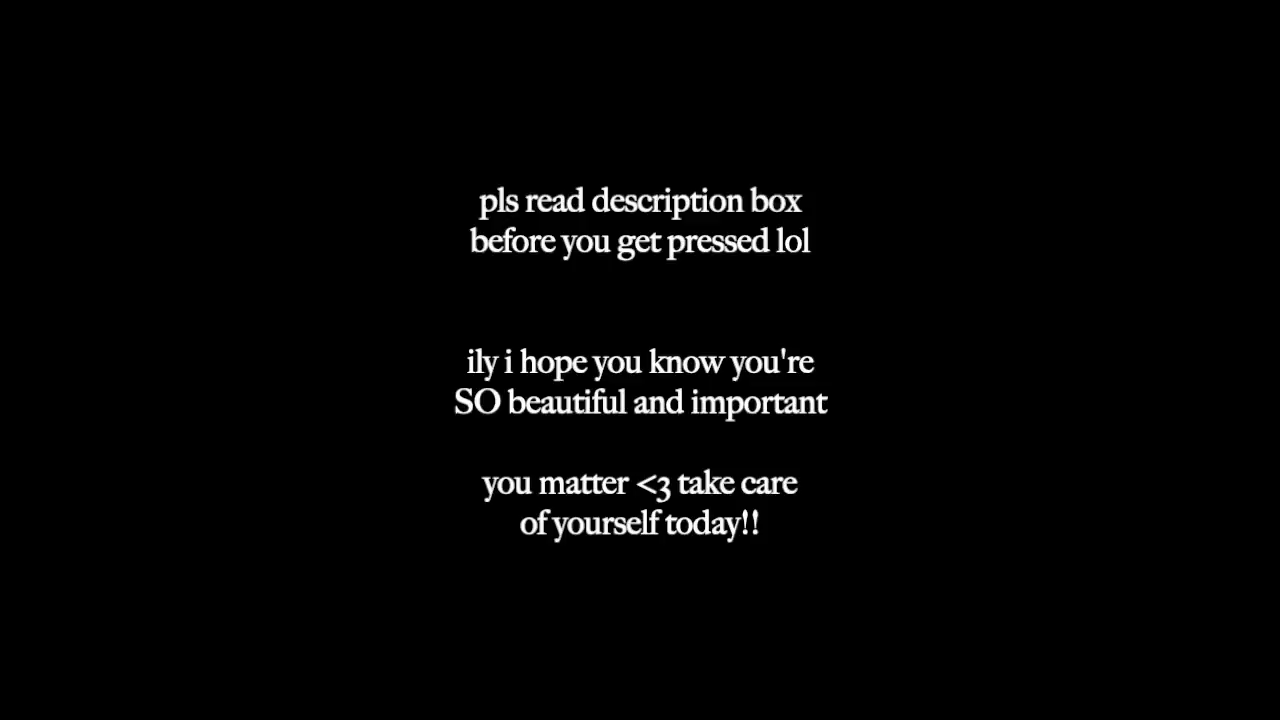 pls read description box
before you get pressed lol
ily i hope you know you're
SO beautiful and important
you matter <3 take care
of yourself today!!